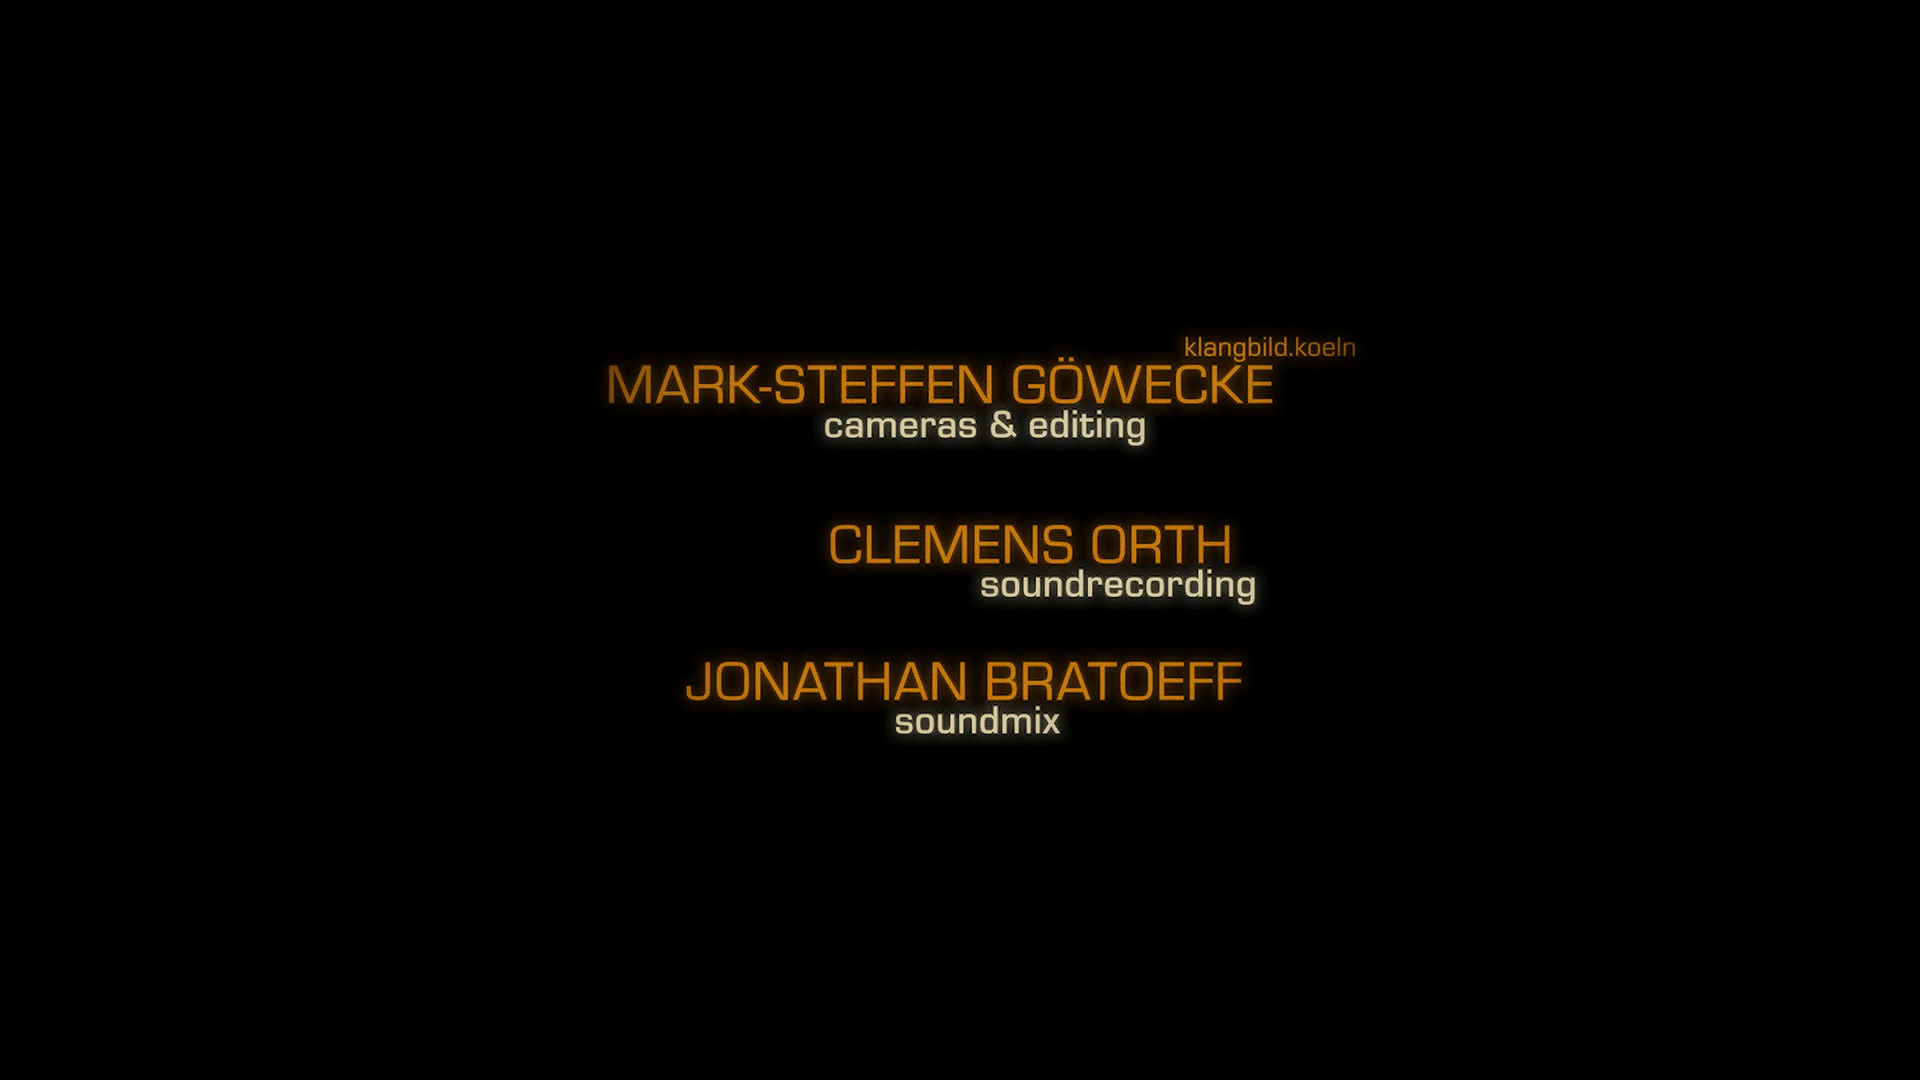 klangbild.koeln
MARK-STEFFEN GÖWECKE
cameras & editing
CLEMENS ORTH
soundrecording
JONATHAN BRATOEFF
soundmix